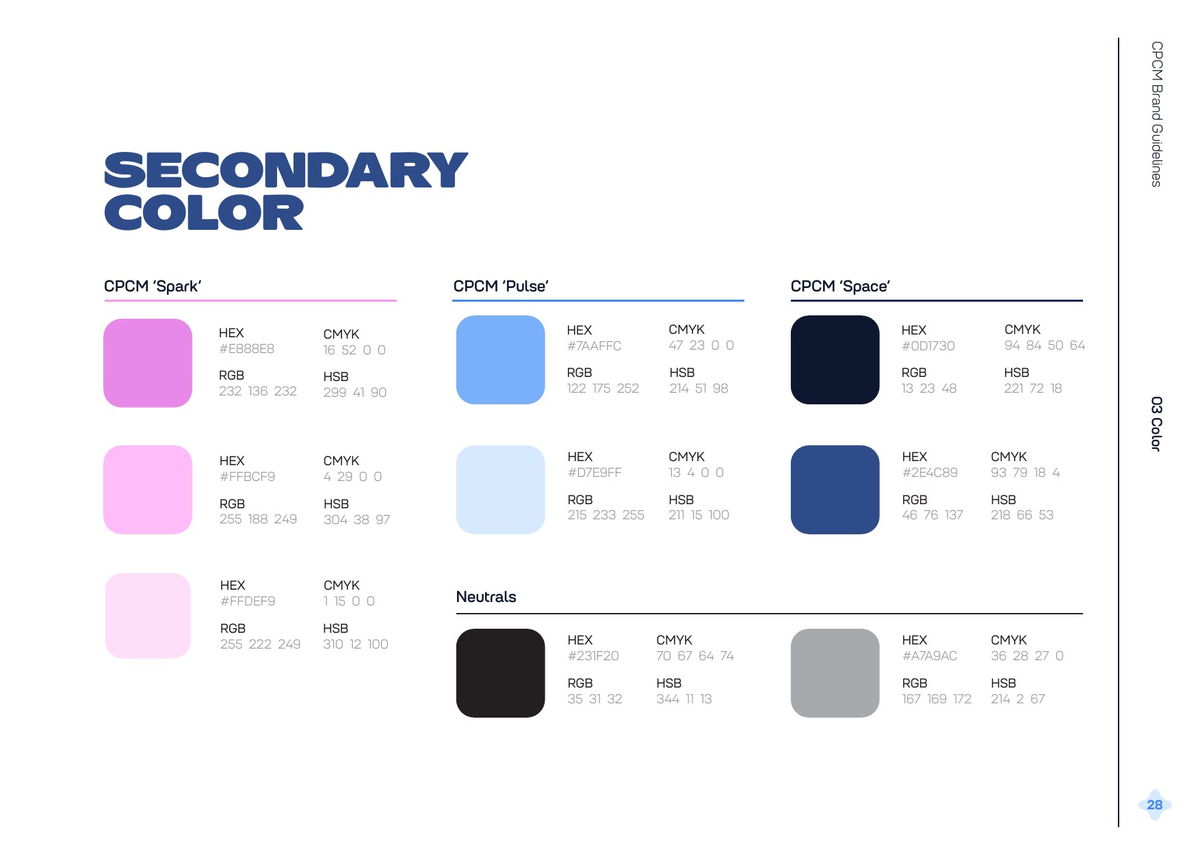 SECONDARY
COLOR
CPCM ‘Spark’
HEX
#E888E8
CMYK
16 52 0 0
RGB
232 136 232
HSB
299 41 90
HEX
#FFBCF9
CMYK
4 29 0 0
RGB
255 188 249
HSB
304 38 97
HEX
#FFDEF9
CMYK
1 15 0 0
RGB
255 222 249
HSB
310 12 100
CPCM ‘Pulse’
HEX
#7AAFFC
CMYK
47 23 0 0
RGB
122 175 252
HSB
214 51 98
HEX
#D7E9FF
CMYK
13 4 0 0
RGB
215 233 255
HSB
211 15 100
CPCM ‘Space’
HEX
#0D1730
CMYK
94 84 50 64
RGB
13 23 48
HSB
221 72 18
HEX
#2E4C89
CMYK
93 79 18 4
RGB
46 76 137
HSB
218 66 53
Neutrals
HEX
#231F20
CMYK
70 67 64 74
RGB
35 31 32
HSB
344 11 13
HEX
#A7A9AC
CMYK
36 28 27 0
RGB
167 169 172
HSB
214 2 67
CPCM Brand Guidelines
03 Color
28